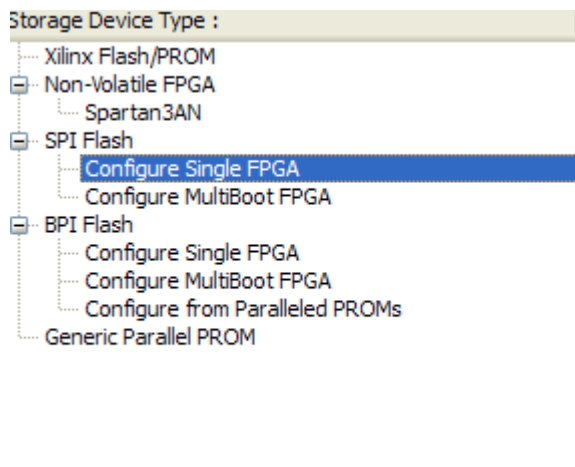 Storage Device Type :
Xilinx Flash/PROM
Non-Volatile FPGA
Spartan3AN
SPI Flash
Configure Single FPGA
Configure MultiBoot FPGA
BPI Flash
Configure Single FPGA
Configure MultiBoot FPGA
Configure from Paralleled PROMs
Generic Parallel PROM